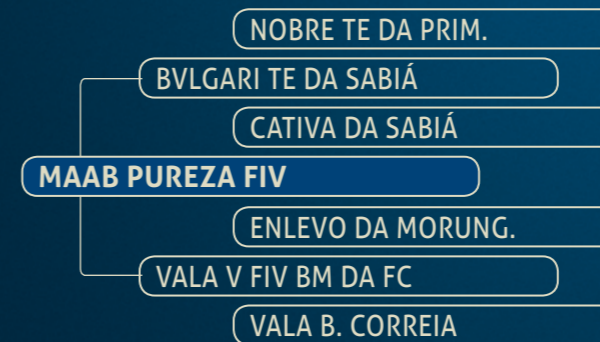 NOBRE TE DA PRIM.
BVLGARI TE DA SABIÁ
CATIVA DA SABIÁ
MAAB PUREZA FIV
ENLEVO DA MORUNG.
VALA V FIV BM DA FC
VALA B. CORREIA